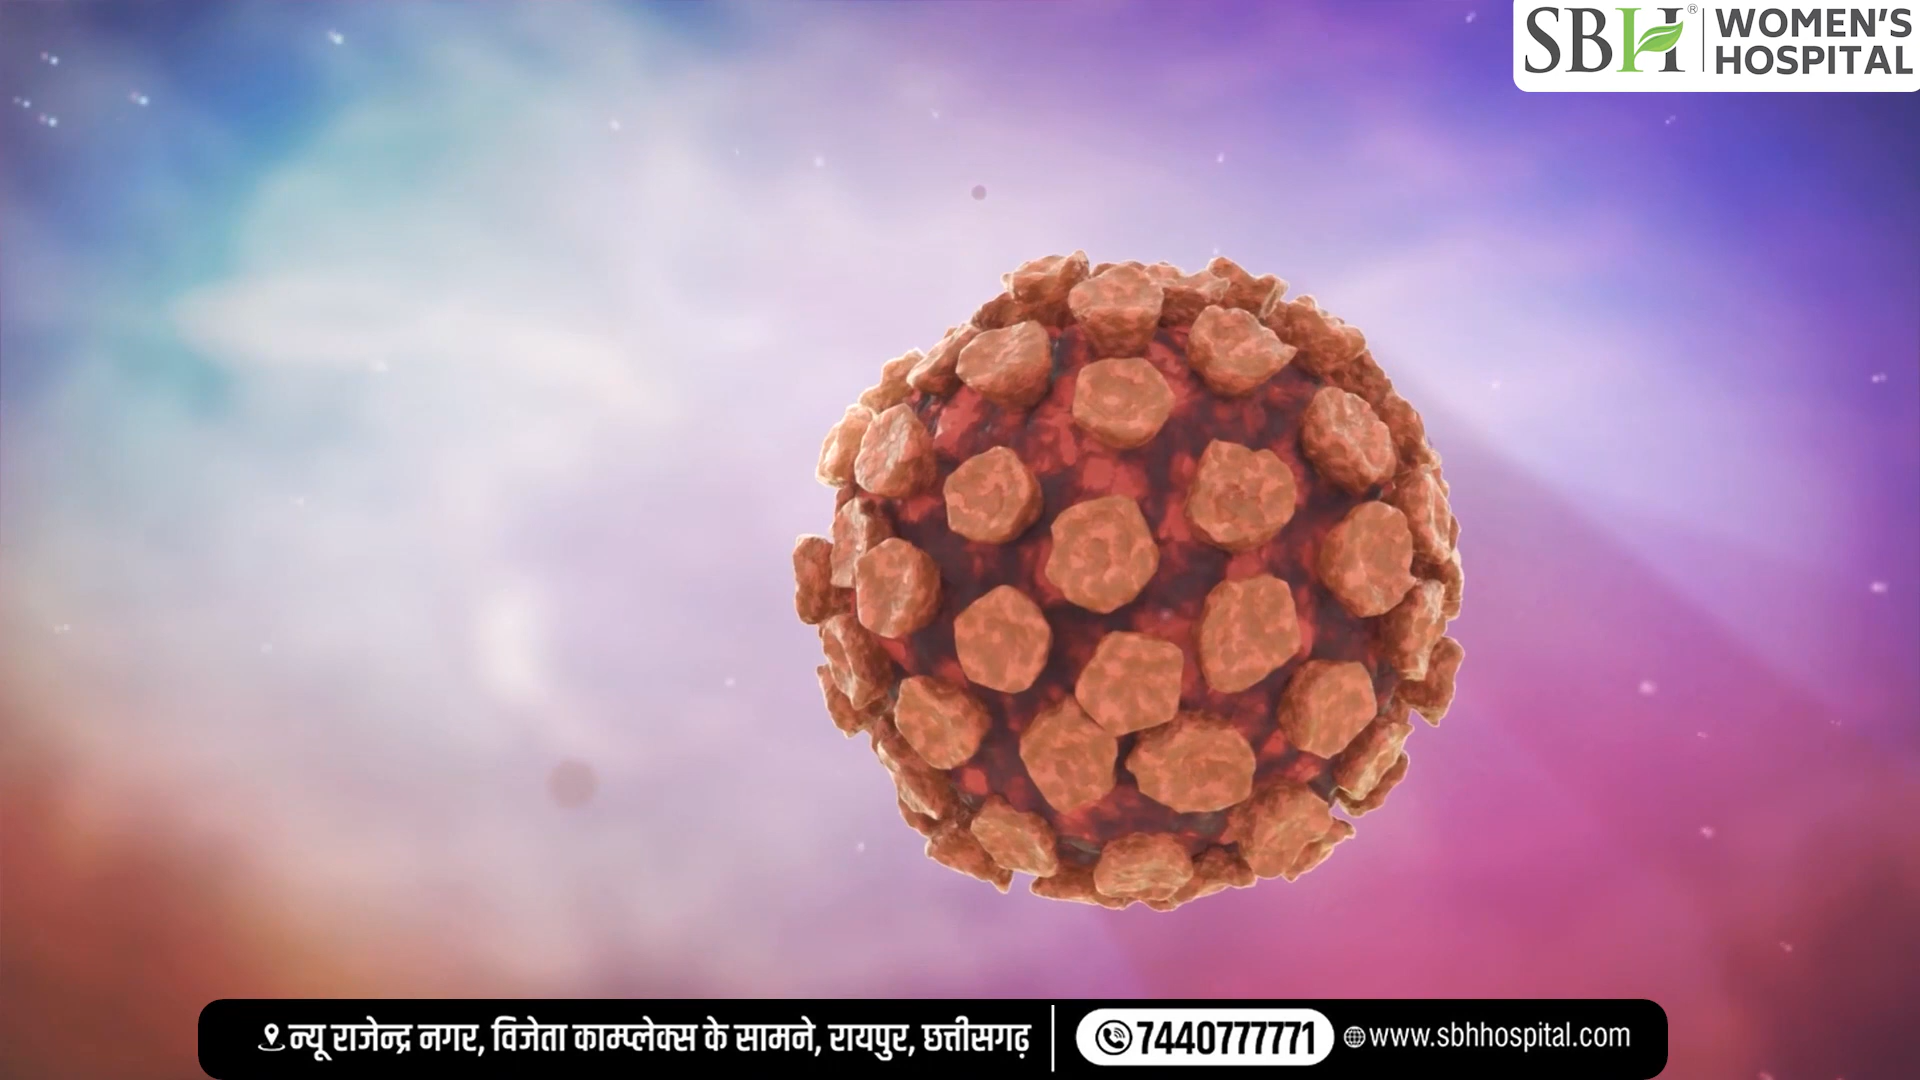 SBH® WOMEN'S
HOSPITAL
न्यू राजेन्द्र नगर, विजेता काम्प्लेक्स के सामने, रायपुर, छत्तीसगढ़ 7440777771 www.sbhhospital.com